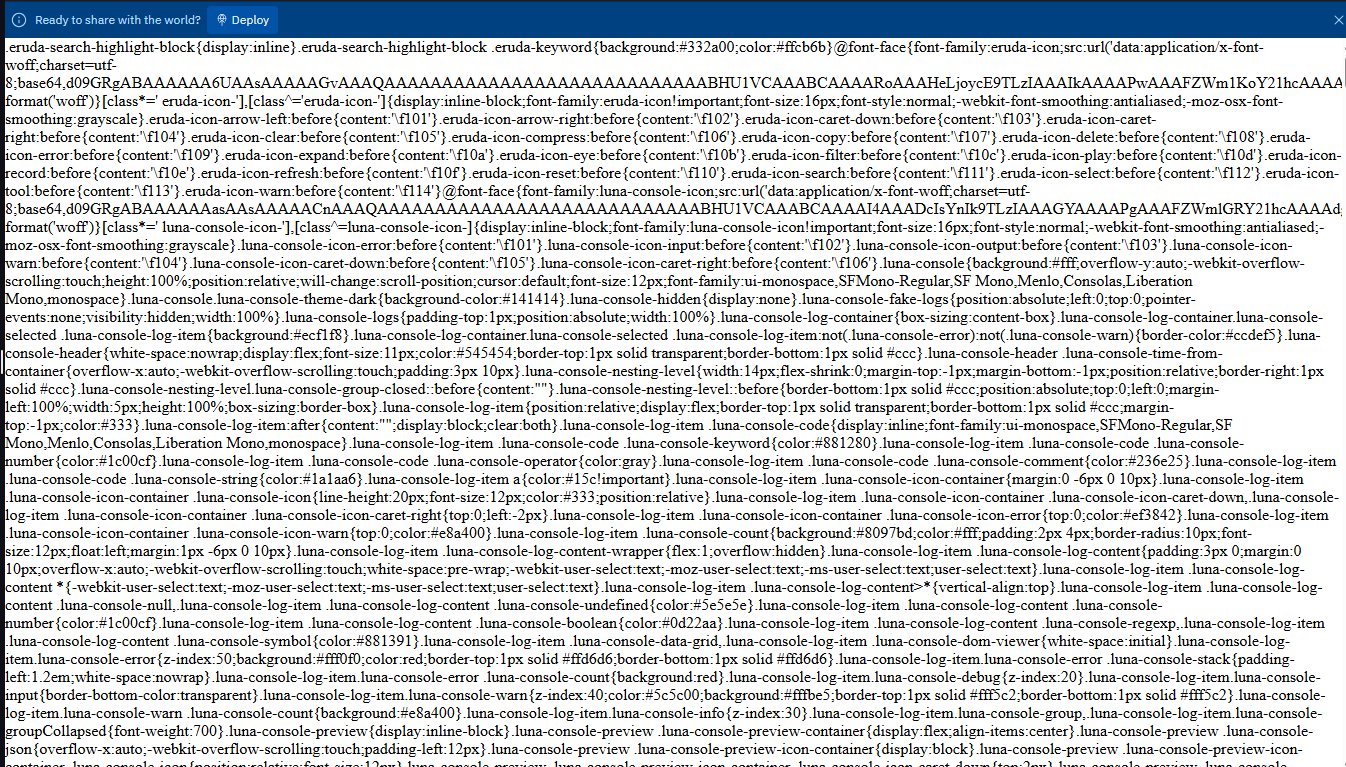 Ready to share with the world? Deploy
.eruda-search-highlight-block{display:inline}.eruda-search-highlight-block .eruda-keyword{background:#332a00;color:#ffcb6b}@font-face{font-family:eruda-icon;src:url('data:application/x-font-
woff;charset=utf-
format('woff')}[class*=' eruda-icon-'],[class^='eruda-icon-']{display:inline-block;font-family:eruda-icon!important;font-size:16px;font-style:normal;-webkit-font-smoothing:antialiased;-moz-osx-font-
smoothing:grayscale}.eruda-icon-arrow-left:before{content:'\f101'}.eruda-icon-arrow-right:before{content:'\f102'}.eruda-icon-caret-down:before{content:'\f103'}.eruda-icon-caret-
right:before{content:'\f104'}.eruda-icon-clear:before{content:'\f105'}.eruda-icon-compress:before{content:'\f106'}.eruda-icon-copy:before{content:'\f107'}.eruda-icon-delete:before{content:'\f108'}.eruda-
icon-error:before{content:'\f109'}.eruda-icon-expand:before{content:'\f10a'}.eruda-icon-eye:before{content:'\f10b'}.eruda-icon-filter:before{content:'\f10c'}.eruda-icon-play:before{content:'\f10d'}.eruda-icon-
record:before{content:'\f10e'}.eruda-icon-refresh:before{content:'\f10f'}.eruda-icon-reset:before{content:'\f110'}.eruda-icon-search:before{content:'\f111'}.eruda-icon-select:before{content:'\f112'}.eruda-icon-
tool:before{content:'\f113'}.eruda-icon-warn:before{content:'\f114'}@font-face{font-family:luna-console-icon;src:url('data:application/x-font-woff;charset=utf-
format('woff')}[class*=' luna-console-icon-'],[class^=luna-console-icon-]{display:inline-block;font-family:luna-console-icon!important;font-size:16px;font-style:normal;-webkit-font-smoothing:antialiased;-
moz-osx-font-smoothing:grayscale}.luna-console-icon-error:before{content:'\f101'}.luna-console-icon-input:before{content:'\f102'}.luna-console-icon-output:before{content:'\f103'}.luna-console-icon-
warn:before{content:'\f104'}.luna-console-icon-caret-down:before{content:'\f105'}.luna-console-icon-caret-right:before{content:'\f106'}.luna-console{background:#fff;overflow-y:auto;-webkit-overflow-
scrolling:touch;height:100%;position:relative;will-change:scroll-position;cursor:default;font-size:12px;font-family:ui-monospace,SFMono-Regular,SF Mono,Menlo,Consolas,Liberation
Mono,monospace}.luna-console.luna-console-theme-dark{background-color:#141414}.luna-console-hidden{display:none}.luna-console-fake-logs{position:absolute;left:0;top:0;pointer-
events:none;visibility:hidden;width:100%}.luna-console-logs{padding-top:1px;position:absolute;width:100%}.luna-console-log-container{box-sizing:content-box}.luna-console-log-container.luna-console-
selected .luna-console-log-item{background:#ecf1f8}.luna-console-log-container.luna-console-selected .luna-console-log-item:not(.luna-console-error):not(.luna-console-warn){border-color:#ccdef5}.luna-
console-header{white-space:nowrap;display:flex;font-size:11px;color:#545454;border-top:1px solid transparent;border-bottom:1px solid #ccc}.luna-console-header .luna-console-time-from-
container{overflow-x:auto;-webkit-overflow-scrolling:touch;padding:3px 10px}.luna-console-nesting-level{width:14px;flex-shrink:0;margin-top:-1px;margin-bottom:-1px;position:relative;border-right:1px
solid #ccc}.luna-console-nesting-level.luna-console-group-closed::before{content:""}.luna-console-nesting-level::before{border-bottom:1px solid #ccc;position:absolute;top:0;left:0;margin-
left:100%;width:5px;height:100%;box-sizing:border-box}.luna-console-log-item{position:relative;display:flex;border-top:1px solid transparent;border-bottom:1px solid #ccc;margin-
top:-1px;color:#333}.luna-console-log-item:after{content:"";display:block;clear:both}.luna-console-log-item .luna-console-code{display:inline;font-family:ui-monospace,SFMono-Regular,SF
Mono,Menlo,Consolas,Liberation Mono,monospace}.luna-console-log-item .luna-console-code .luna-console-keyword{color:#881280}.luna-console-log-item .luna-console-code .luna-console-
number{color:#1c00cf}.luna-console-log-item .luna-console-code .luna-console-operator{color:gray}.luna-console-log-item .luna-console-code .luna-console-comment{color:#236e25}.luna-console-log-item
.luna-console-code .luna-console-string{color:#1a1aa6}.luna-console-log-item a{color:#15c!important}.luna-console-log-item .luna-console-icon-container{margin:0 -6px 0 10px}.luna-console-log-item
.luna-console-icon-container .luna-console-icon{line-height:20px;font-size:12px;color:#333;position:relative}.luna-console-log-item .luna-console-icon-container .luna-console-icon-caret-down,.luna-console-
log-item .luna-console-icon-container .luna-console-icon-caret-right{top:0;left:-2px}.luna-console-log-item .luna-console-icon-container .luna-console-icon-error{top:0;color:#ef3842}.luna-console-log-item
.luna-console-icon-container .luna-console-icon-warn{top:0;color:#e8a400}.luna-console-log-item .luna-console-count{background:#8097bd;color:#fff;padding:2px 4px;border-radius:10px;font-
size:12px;float:left;margin:1px -6px 0 10px}.luna-console-log-item .luna-console-log-content-wrapper{flex:1;overflow:hidden}.luna-console-log-item .luna-console-log-content{padding:3px 0;margin:0
10px;overflow-x:auto;-webkit-overflow-scrolling:touch;white-space:pre-wrap;-webkit-user-select:text;-moz-user-select:text;-ms-user-select:text;user-select:text}.luna-console-log-item .luna-console-log-
content *{-webkit-user-select:text;-moz-user-select:text;-ms-user-select:text;user-select:text}.luna-console-log-item .luna-console-log-content>*{vertical-align:top}.luna-console-log-item .luna-console-log-
content .luna-console-null,.luna-console-log-item .luna-console-log-content .luna-console-undefined{color:#5e5e5e}.luna-console-log-item .luna-console-log-content .luna-console-
number{color:#1c00cf}.luna-console-log-item .luna-console-log-content .luna-console-boolean{color:#0d22aa}.luna-console-log-item .luna-console-log-content .luna-console-regexp,.luna-console-log-item
.luna-console-log-content .luna-console-symbol{color:#881391}.luna-console-log-item .luna-console-data-grid,.luna-console-log-item .luna-console-dom-viewer{white-space:initial}.luna-console-log-
item.luna-console-error{z-index:50;background:#fff0f0;color:red;border-top:1px solid #ffd6d6;border-bottom:1px solid #ffd6d6}.luna-console-log-item.luna-console-error .luna-console-stack{padding-
left:1.2em;white-space:nowrap}.luna-console-log-item.luna-console-error .luna-console-count{background:red}.luna-console-log-item.luna-console-debug{z-index:20}.luna-console-log-item.luna-console-
input{border-bottom-color:transparent}.luna-console-log-item.luna-console-warn{z-index:40;color:#5c5c00;background:#fffbe5;border-top:1px solid #fff5c2;border-bottom:1px solid #fff5c2}.luna-console-
log-item.luna-console-warn .luna-console-count{background:#e8a400}.luna-console-log-item.luna-console-info{z-index:30}.luna-console-log-item.luna-console-group,.luna-console-log-item.luna-console-
groupCollapsed{font-weight:700}.luna-console-preview{display:inline-block}.luna-console-preview .luna-console-preview-container{display:flex;align-items:center}.luna-console-preview .luna-console-
json{overflow-x:auto;-webkit-overflow-scrolling:touch;padding-left:12px}.luna-console-preview .luna-console-preview-icon-container{display:block}.luna-console-preview .luna-console-preview-icon-